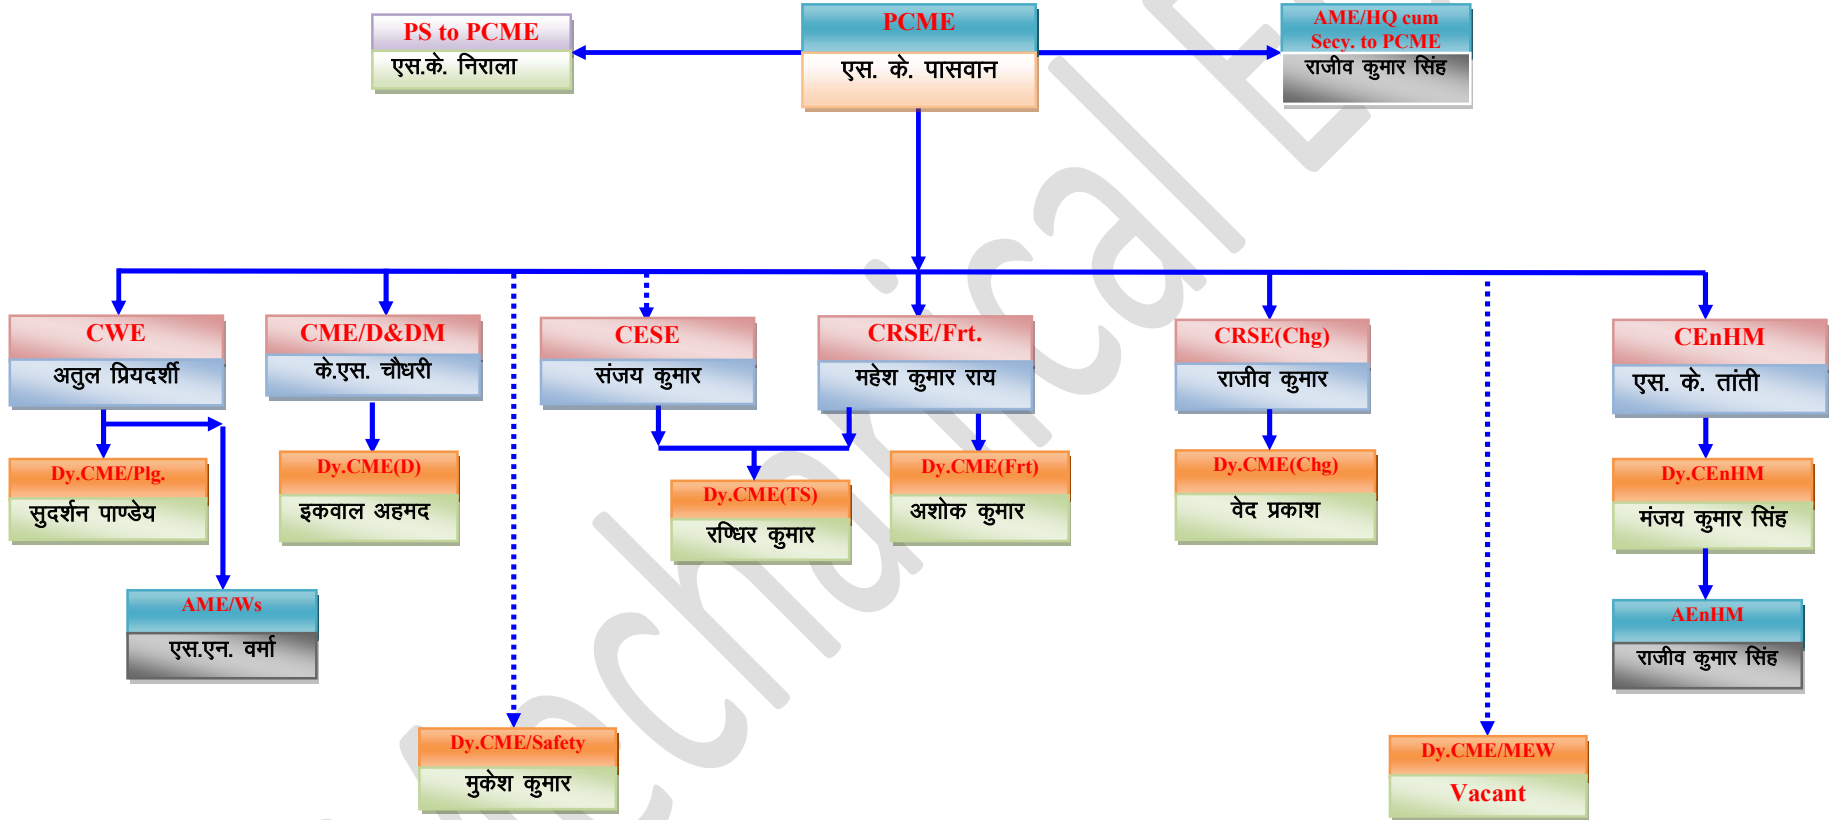 PS to PCME
एस.के. निराला
PCME
एस. के. पासवान
AME/HQ cum
Secy. to PCME
राजीव कुमार सिंह
CWE
अतुल प्रियदर्शी
CME/D&DM
के.एस. चौधरी
CESE
संजय कुमार
CRSE/Frt.
महेश कुमार राय
CRSE(Chg)
राजीव कुमार
CEnHM
एस. के. तांती
Dy.CME/Plg.
सुदर्शन पाण्डेय
Dy.CME(D)
इकवाल अहमद
Dy.CME(TS)
रण्धिर कुमार
Dy.CME(Frt)
अशोक कुमार
Dy.CME(Chg)
वेद प्रकाश
Dy.CEnHM
मंजय कुमार सिंह
AME/Ws
एस.एन. वर्मा
AEnHM
राजीव कुमार सिंह
Dy.CME/Safety
मुकेश कुमार
Dy.CME/MEW
Vacant